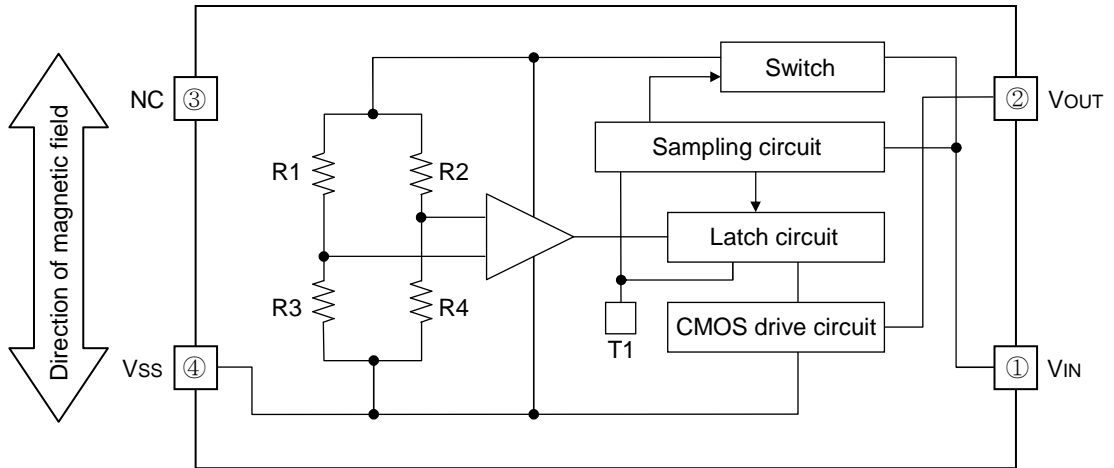 Direction of magnetic field
NC ③
VSS ④
R1
R2
R3
R4
Switch
Sampling circuit
Latch circuit
T1
CMOS drive circuit
② VOUT
① VIN